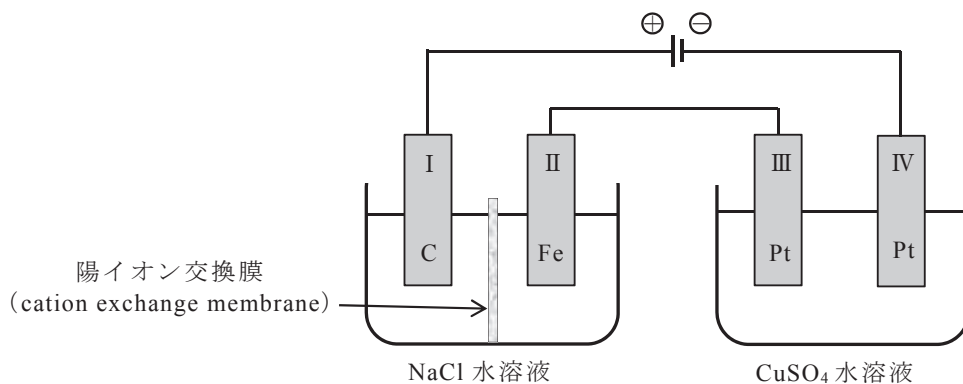 ⊕ ⊖
Ⅰ Ⅱ Ⅲ Ⅳ
C Fe Pt Pt
陽イオン交換膜
（cation exchange membrane）
NaCl 水溶液 CuSO₄ 水溶液